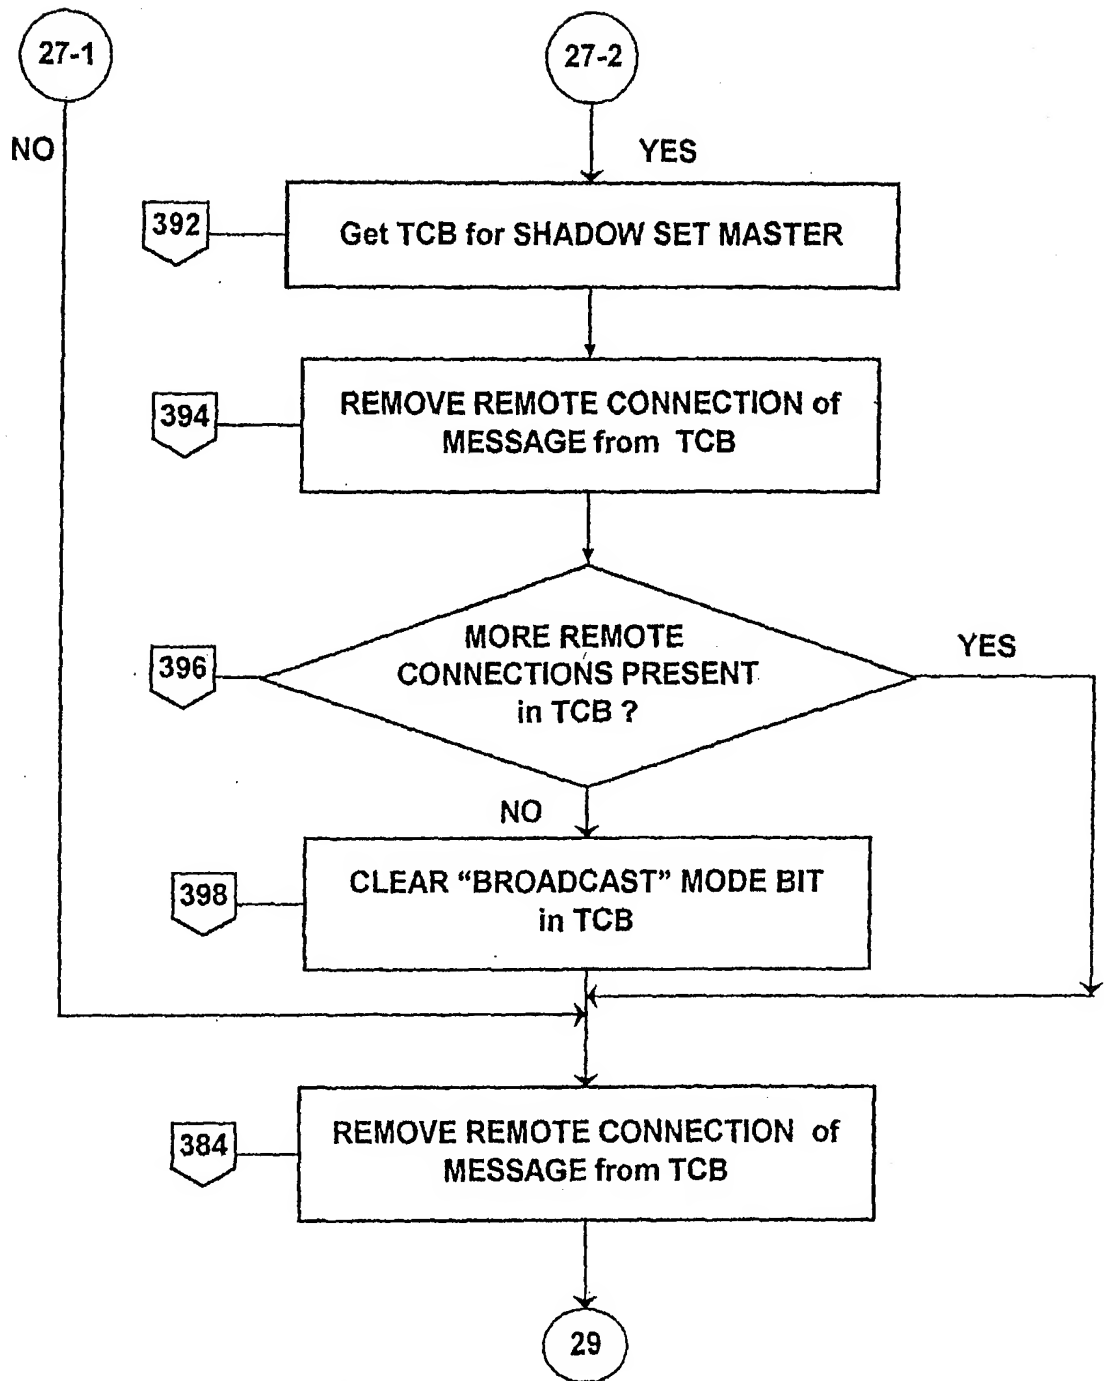 27-1
27-2
NO
YES
392
Get TCB for SHADOW SET MASTER
394
REMOVE REMOTE CONNECTION of
MESSAGE from TCB
396
MORE REMOTE
CONNECTIONS PRESENT
in TCB ?
YES
NO
398
CLEAR “BROADCAST” MODE BIT
in TCB
384
REMOVE REMOTE CONNECTION of
MESSAGE from TCB
29